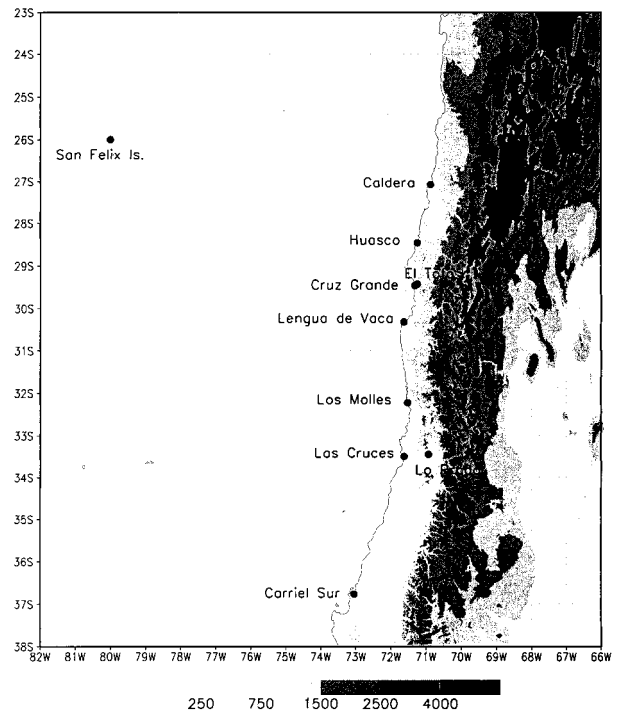 23S
24S
25S
26S
San Felix Is.
27S
Caldera
28S
Huasco
29S
El Tofos
Cruz Grande
30S
Lengua de Vaca
31S
32S
Los Molles
33S
Las Cruces
Lo
34S
35S
36S
Carriel Sur
37S
38S
82W 81W 80W 79W 78W 77W 76W 75W 74W 73W 72W 71W 70W 69W 68W 67W 66W
250 750 1500 2500 4000